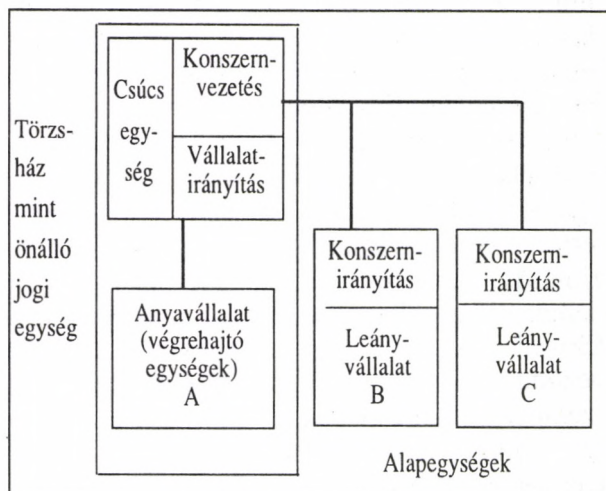 Törzs-
ház
mint
önálló
jogi
egység
Csúcs
egy-
ség
Konszern-
vezetés
Vállalat-
irányítás
Anyavállalat
(végrehajtó
egységek)
A
Konszern-
irányítás
Leány-
vállalat
B
Konszern-
irányítás
Leány-
vállalat
C
Alapegységek